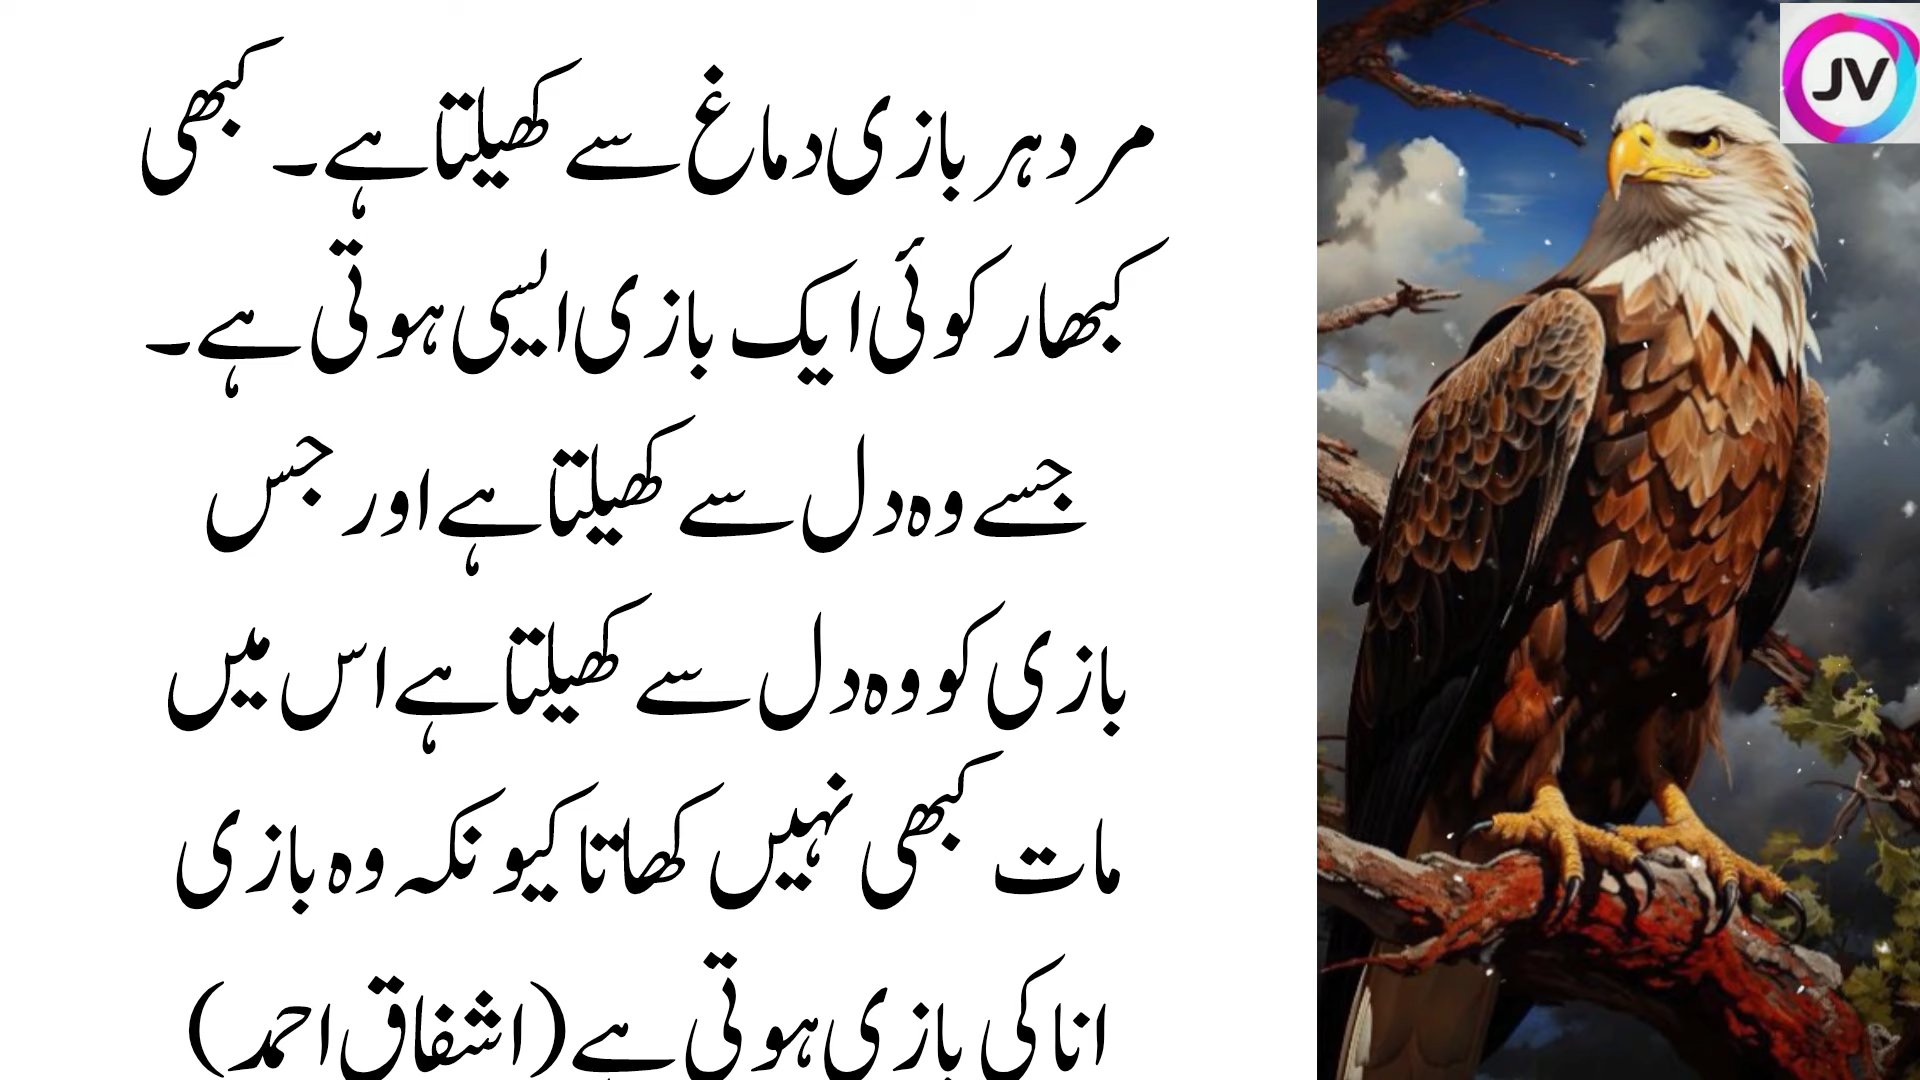 مرد ہر بازی دماغ سے کھیلتا ہے۔ کبھی
کبھار کوئی ایک بازی ایسی ہوتی ہے۔
جسے وہ دل سے کھیلتا ہے اور جس
بازی کو وہ دل سے کھیلتا ہے اس میں
مات کبھی نہیں کھاتا کیونکہ وہ بازی
انا کی بازی ہوتی ہے (اشفاق احمد)
JV